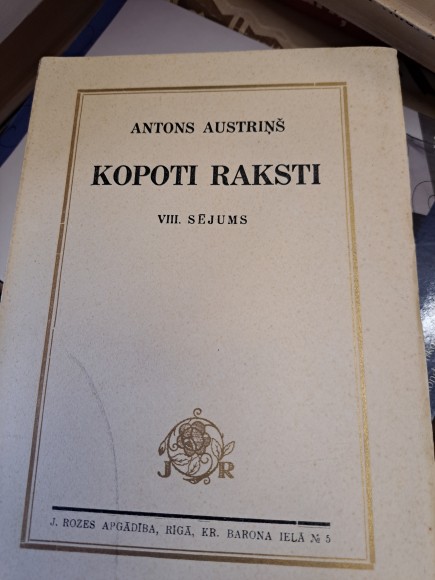 ANTONS AUSTRIŅŠ
KOPOTI RAKSTI
VIII. SĒJUMS
J R
J. ROZES APGĀDĪBA, RĪGĀ, KR. BARONA IELĀ № 5